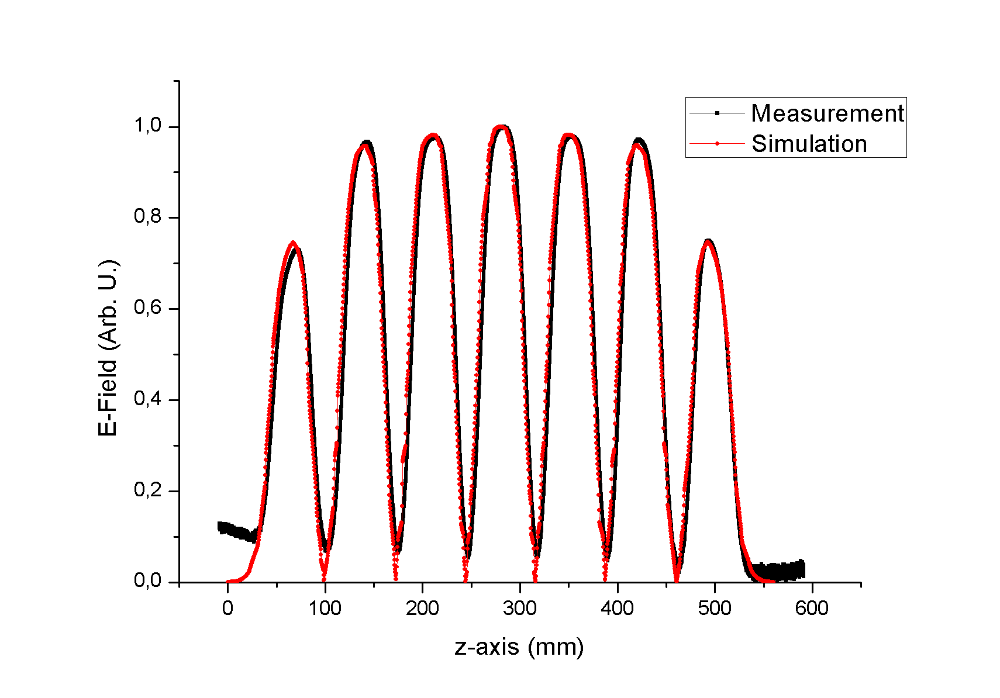 Measurement
Simulation
1,0
0,8
0,6
0,4
0,2
0,0
E-Field (Arb. U.)
0 100 200 300 400 500 600
z-axis (mm)